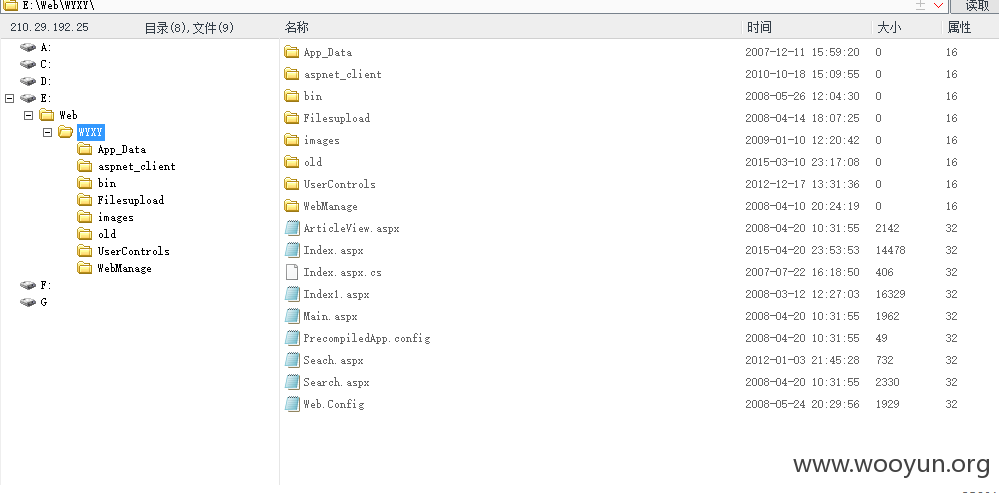 E:\Web\WYXY\ 读取
210.29.192.25 目录(8),文件(9) 名称 时间 大小 属性
A:
C:
D:
E:
Web
WYXY
App_Data
aspnet_client
bin
Filesupload
images
old
UserControls
WebManage
F:
G
App_Data 2007-12-11 15:59:20 0 16
aspnet_client 2010-10-18 15:09:55 0 16
bin 2008-05-26 12:04:30 0 16
Filesupload 2008-04-14 18:07:25 0 16
images 2009-01-10 12:20:42 0 16
old 2015-03-10 23:17:08 0 16
UserControls 2012-12-17 13:31:36 0 16
WebManage 2008-04-10 20:24:19 0 16
ArticleView.aspx 2008-04-20 10:31:55 2142 32
Index.aspx 2015-04-20 23:53:53 14478 32
Index.aspx.cs 2007-07-22 16:18:50 406 32
Index1.aspx 2008-03-12 12:27:03 16329 32
Main.aspx 2008-04-20 10:31:55 1962 32
PrecompiledApp.config 2008-04-20 10:31:55 49 32
Seach.aspx 2012-01-03 21:45:28 732 32
Search.aspx 2008-04-20 10:31:55 2330 32
Web.Config 2008-05-24 20:29:56 1929 32
www.wooyun.org